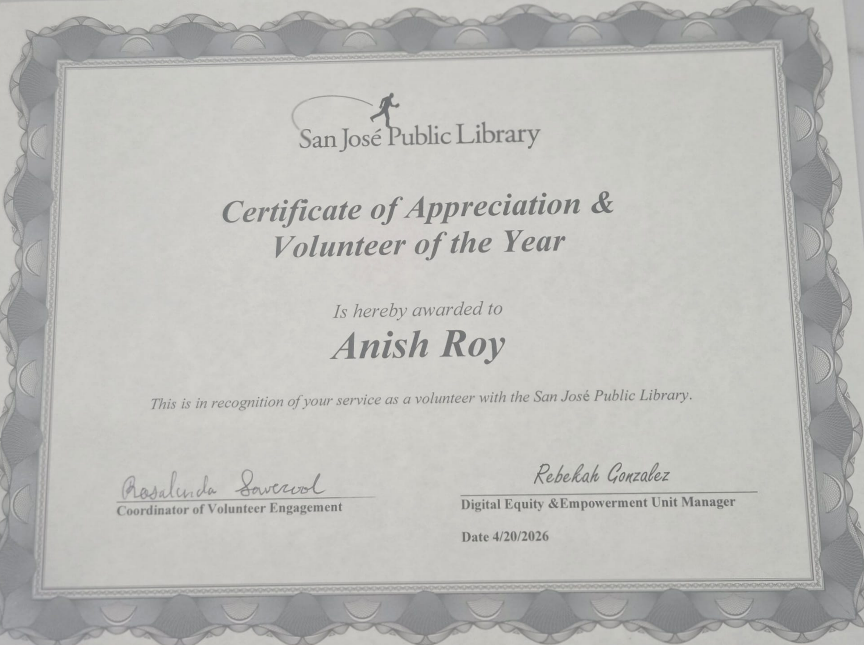 San José Public Library
Certificate of Appreciation &
Volunteer of the Year
Is hereby awarded to
Anish Roy
This is in recognition of your service as a volunteer with the San José Public Library.
Rosalinda
Coordinator of Volunteer Engagement
Rebekah Gonzalez
Digital Equity &Empowerment Unit Manager
Date 4/20/2026